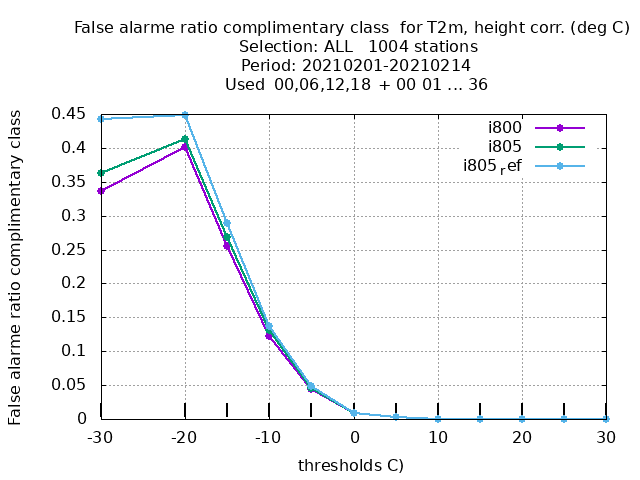 False alarme ratio complimentary class  for T2m, height corr. (deg C)
Selection: ALL   1004 stations
Period: 20210201-20210214
Used  00,06,12,18 + 00 01 ... 36
False alarme ratio complimentary class
0.45
0.4
0.35
0.3
0.25
0.2
0.15
0.1
0.05
0
i800
i805
i805ref
-30 -20 -10 0 10 20 30
thresholds C)